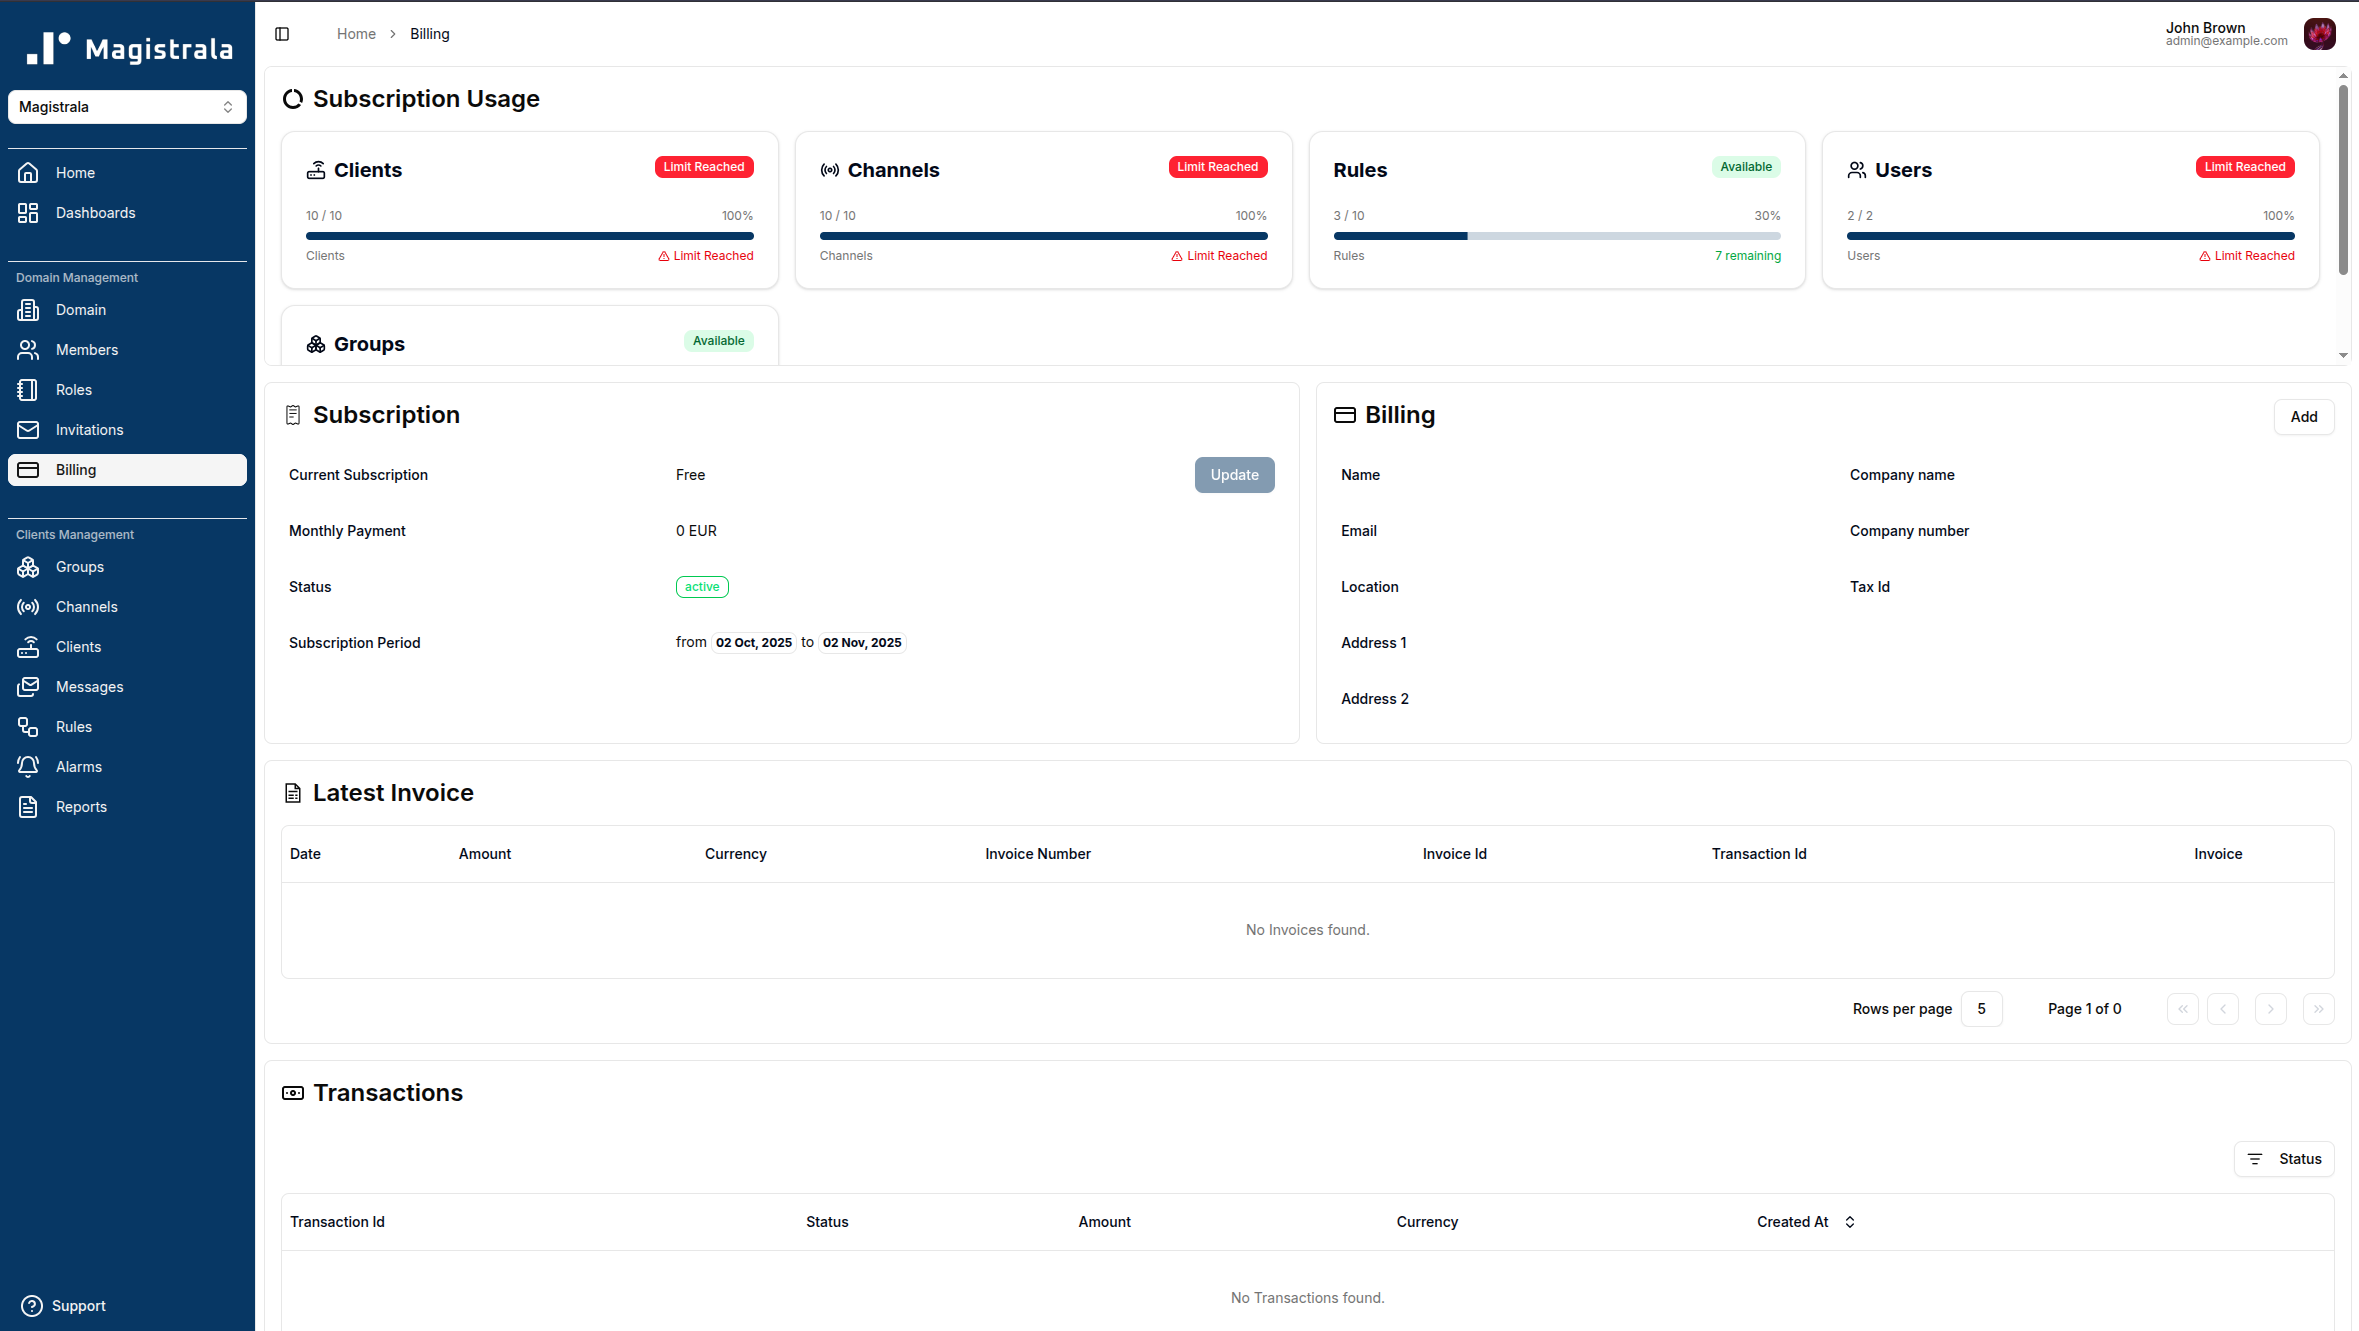 Magistrala
Magistrala
Home
Dashboards
Domain Management
Domain
Members
Roles
Invitations
Billing
Clients Management
Groups
Channels
Clients
Messages
Rules
Alarms
Reports
Support
Home > Billing
John Brown
admin@example.com
Subscription Usage
Clients Limit Reached
10 / 10 100%
Clients Limit Reached
Channels Limit Reached
10 / 10 100%
Channels Limit Reached
Rules Available
3 / 10 30%
Rules 7 remaining
Users Limit Reached
2 / 2 100%
Users Limit Reached
Groups Available
Subscription
Current Subscription Free Update
Monthly Payment 0 EUR
Status active
Subscription Period from 02 Oct, 2025 to 02 Nov, 2025
Billing Add
Name Company name
Email Company number
Location Tax Id
Address 1
Address 2
Latest Invoice
Date Amount Currency Invoice Number Invoice Id Transaction Id Invoice
No Invoices found.
Rows per page 5 Page 1 of 0
Transactions
Status
Transaction Id Status Amount Currency Created At
No Transactions found.